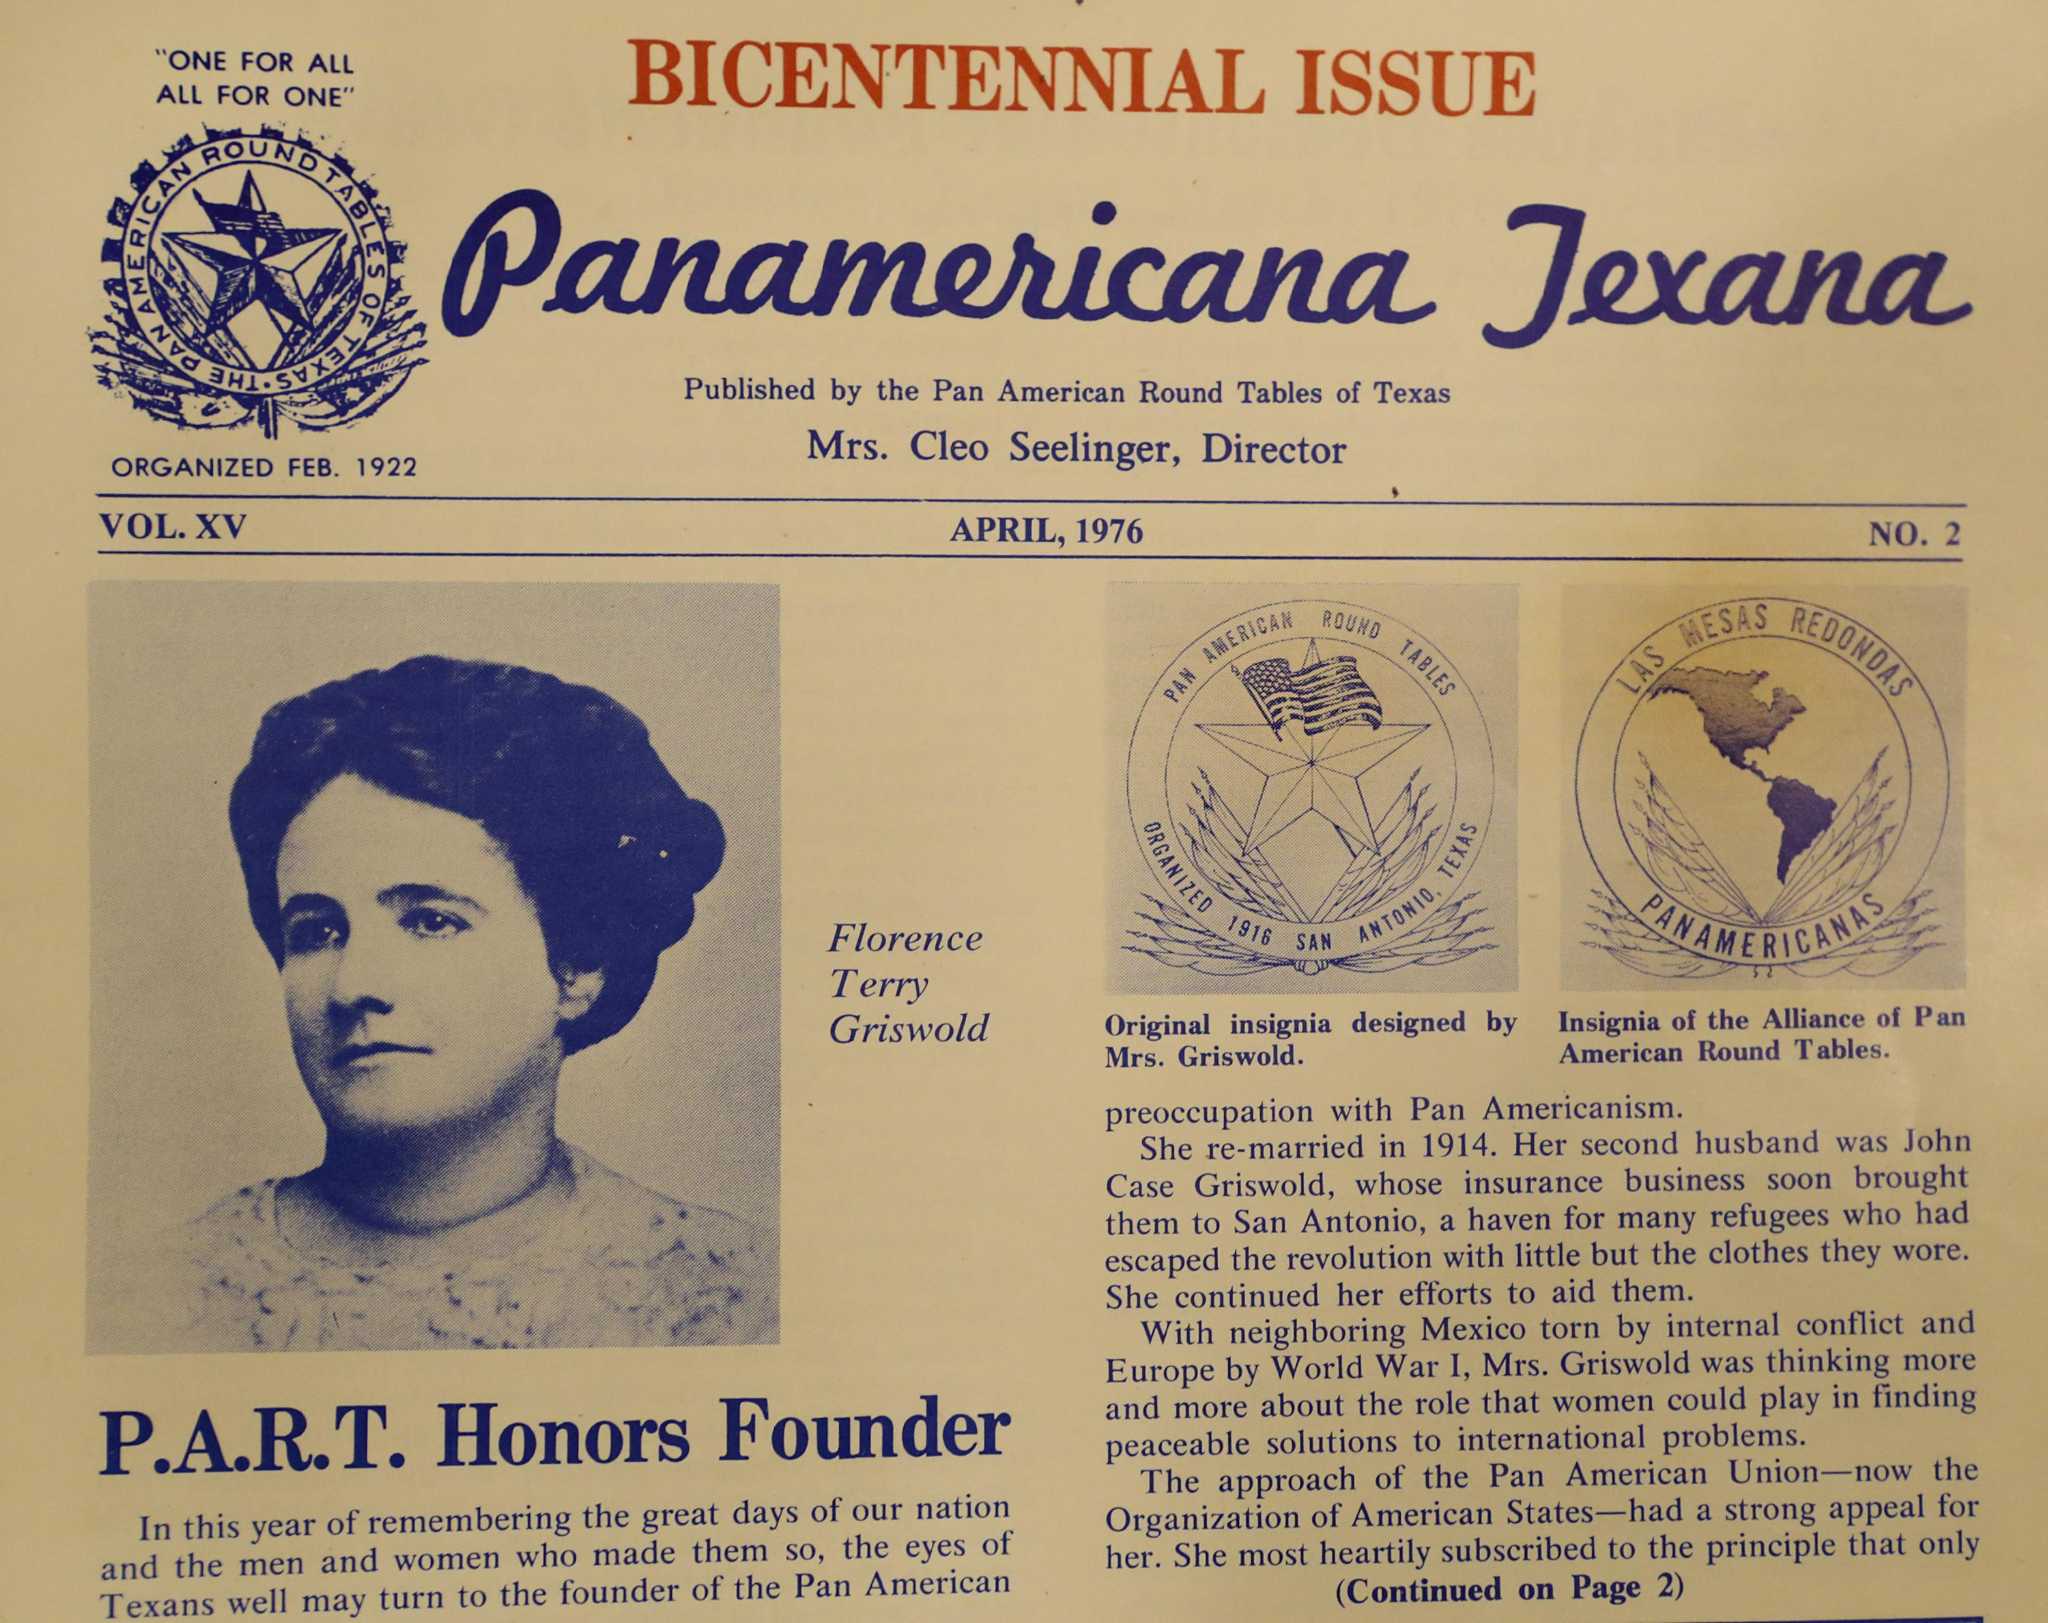 "ONE FOR ALL
ALL FOR ONE"
THE PAN AMERICAN ROUND TABLES OF TEXAS
ORGANIZED FEB. 1922
BICENTENNIAL ISSUE
Panamericana Texana
Published by the Pan American Round Tables of Texas
Mrs. Cleo Seelinger, Director
VOL. XV
APRIL, 1976
NO. 2
Florence
Terry
Griswold
P.A.R.T. Honors Founder
In this year of remembering the great days of our nation
and the men and women who made them so, the eyes of
Texans well may turn to the founder of the Pan American
PAN AMERICAN ROUND TABLES
ORGANIZED 1916 SAN ANTONIO, TEXAS
Original insignia designed by
Mrs. Griswold.
LAS MESAS REDONDAS
PANAMERICANAS
Insignia of the Alliance of Pan
American Round Tables.
preoccupation with Pan Americanism.
She re-married in 1914. Her second husband was John
Case Griswold, whose insurance business soon brought
them to San Antonio, a haven for many refugees who had
escaped the revolution with little but the clothes they wore.
She continued her efforts to aid them.
With neighboring Mexico torn by internal conflict and
Europe by World War I, Mrs. Griswold was thinking more
and more about the role that women could play in finding
peaceable solutions to international problems.
The approach of the Pan American Union—now the
Organization of American States—had a strong appeal for
her. She most heartily subscribed to the principle that only
(Continued on Page 2)